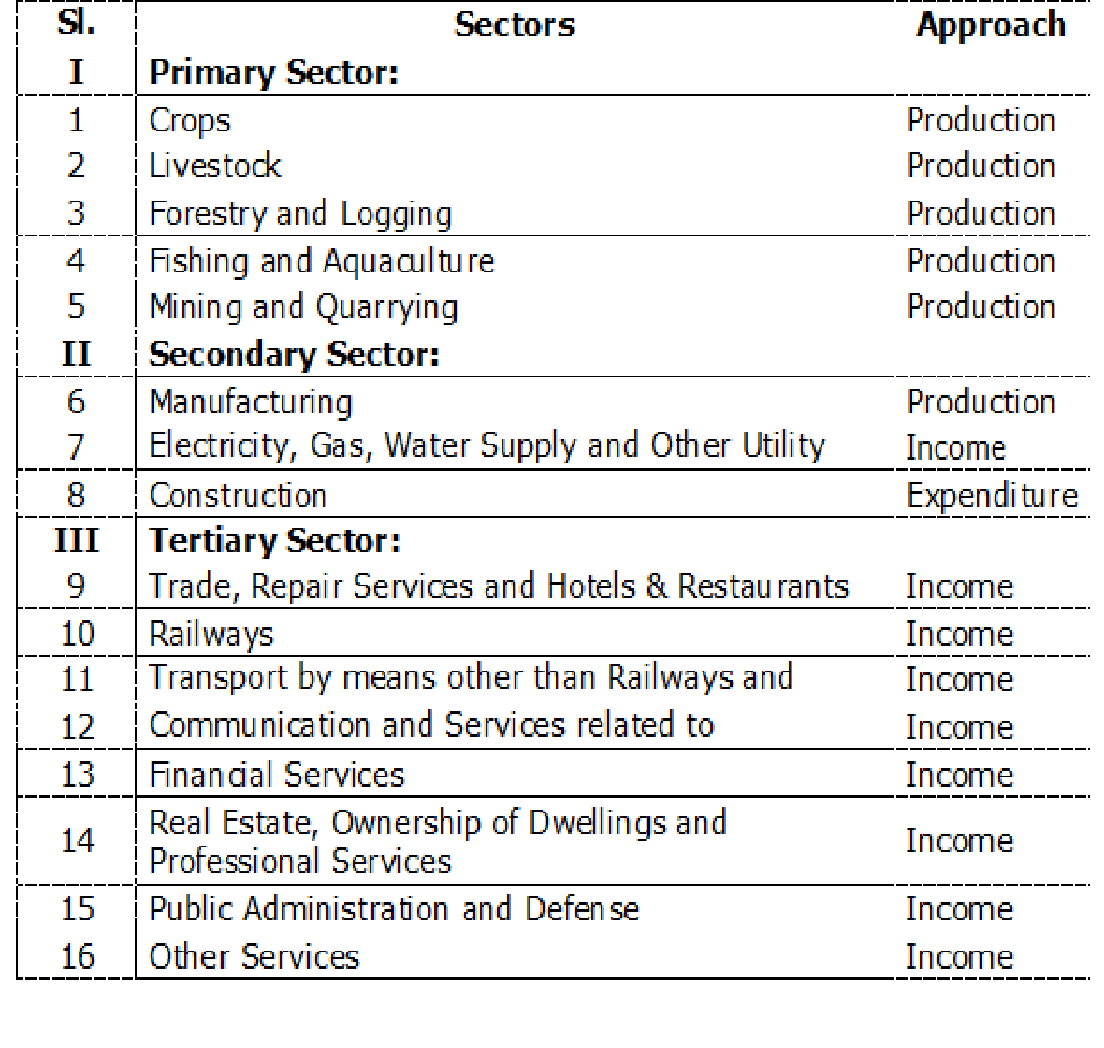 Sl. Sectors Approach
I Primary Sector:
1 Crops Production
2 Livestock Production
3 Forestry and Logging Production
4 Fishing and Aquaculture Production
5 Mining and Quarrying Production
II Secondary Sector:
6 Manufacturing Production
7 Electricity, Gas, Water Supply and Other Utility Income
8 Construction Expenditure
III Tertiary Sector:
9 Trade, Repair Services and Hotels & Restaurants Income
10 Railways Income
11 Transport by means other than Railways and Income
12 Communication and Services related to Income
13 Financial Services Income
14 Real Estate, Ownership of Dwellings and Income
Professional Services
15 Public Administration and Defense Income
16 Other Services Income